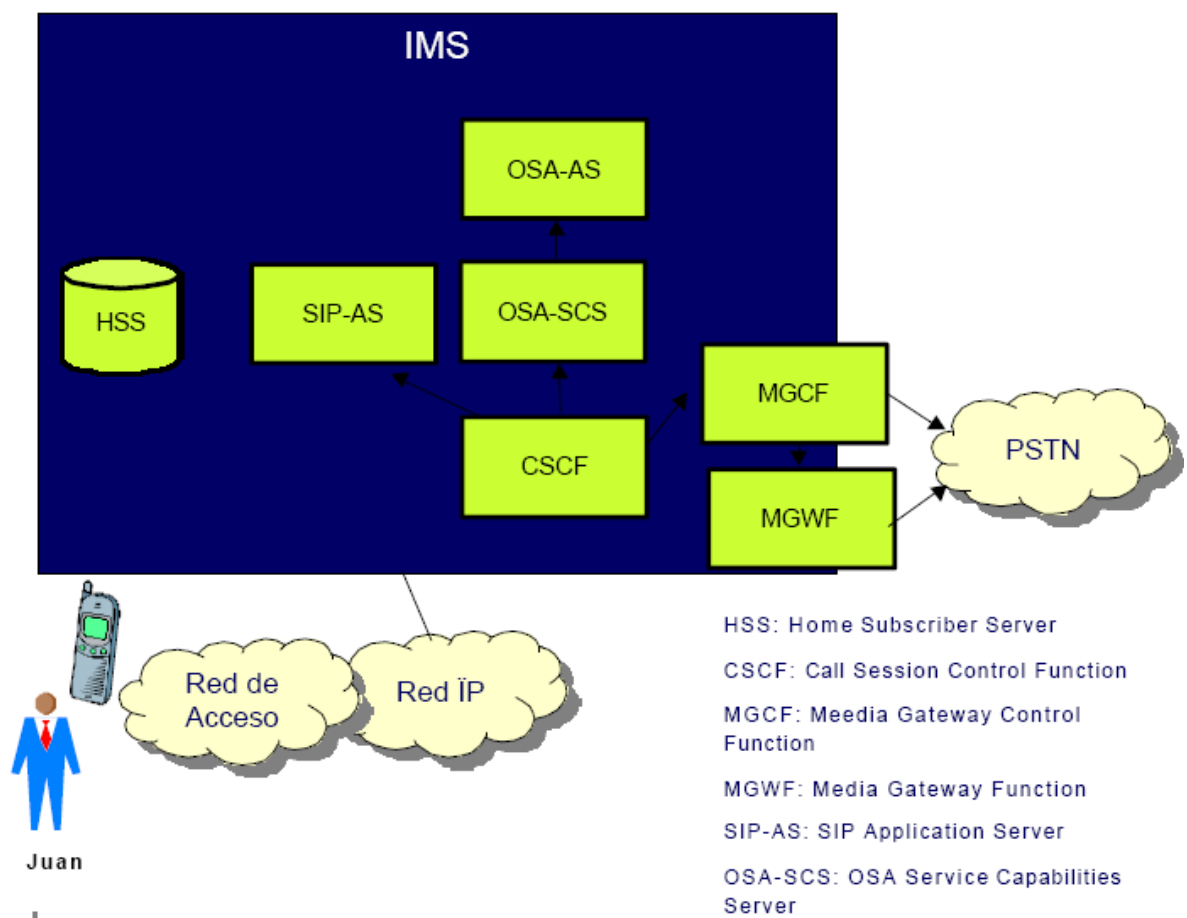 IMS
OSA-AS
HSS
SIP-AS
OSA-SCS
MGCF
PSTN
CSCF
MGWF
Red de
Acceso
Red ÏP
Juan
HSS: Home Subscriber Server
CSCF: Call Session Control Function
MGCF: Meedia Gateway Control
Function
MGWF: Media Gateway Function
SIP-AS: SIP Application Server
OSA-SCS: OSA Service Capabilities
Server